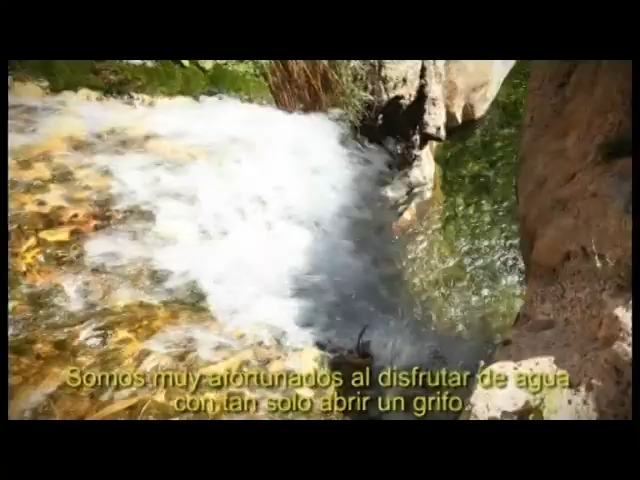 Somos muy afortunados al disfrutar de agua
con tan solo abrir un grifo